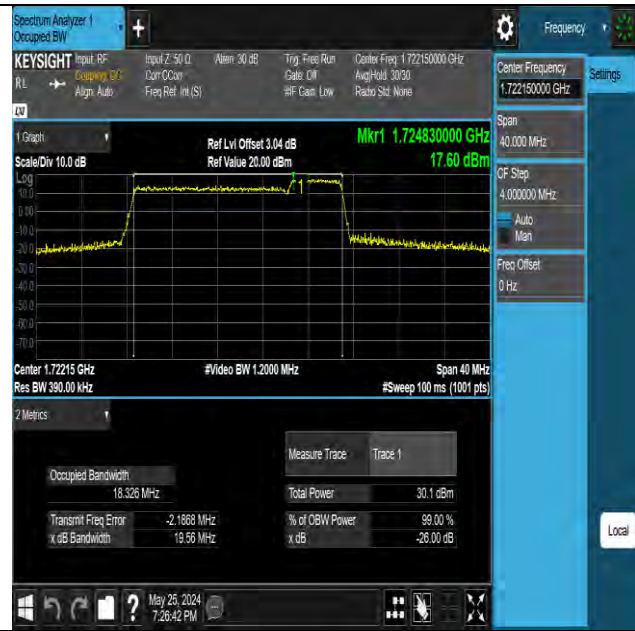 Spectrum Analyzer 1
Occupied BW
Frequency
KEYSIGHT
Input: RF
Input Z: 50 Ω
Atten: 30 dB
Trig: Free Run
Center Freq: 1.722150000 GHz
RL
Coupling: DC
Corr CCorr
Gate: Off
Avg|Hold: 30/30
Align: Auto
Freq Ref: Int (S)
#IF Gain: Low
Radio Std: None
LXI
Center Frequency
1.722150000 GHz
Settings
Span
40.000 MHz
CF Step
4.000000 MHz
Auto
Man
Freq Offset
0 Hz
1 Graph
Ref Lvl Offset 3.04 dB
Mkr1 1.724830000 GHz
Scale/Div 10.0 dB
Ref Value 20.00 dBm
17.60 dBm
Log
10.0
0.00
-10.0
-20.0
-30.0
-40.0
-50.0
-60.0
-70.0
1
Center 1.72215 GHz
#Video BW 1.2000 MHz
Span 40 MHz
Res BW 390.00 kHz
#Sweep 100 ms (1001 pts)
2 Metrics
Measure Trace
Trace 1
Occupied Bandwidth
18.326 MHz
Total Power
30.1 dBm
Transmit Freq Error
-2.1868 MHz
% of OBW Power
99.00 %
x dB Bandwidth
19.56 MHz
x dB
-26.00 dB
Local
May 25, 2024
7:26:42 PM